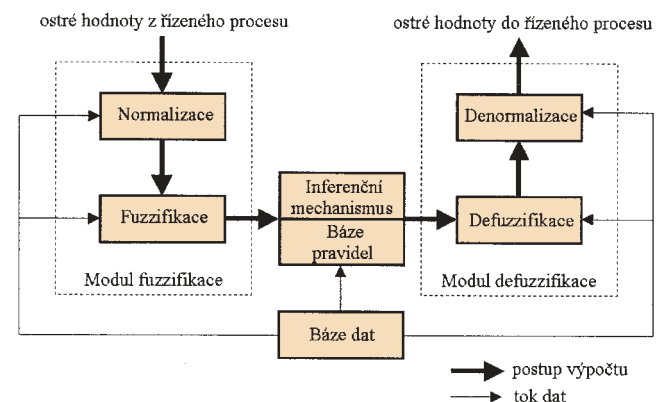 ostré hodnoty z řízeného procesu
ostré hodnoty do řízeného procesu
Normalizace
Denormalizace
Fuzzifikace
Inferenční
mechanismus
Báze
pravidel
Defuzzifikace
Modul fuzzifikace
Modul defuzzifikace
Báze dat
postup výpočtu
tok dat